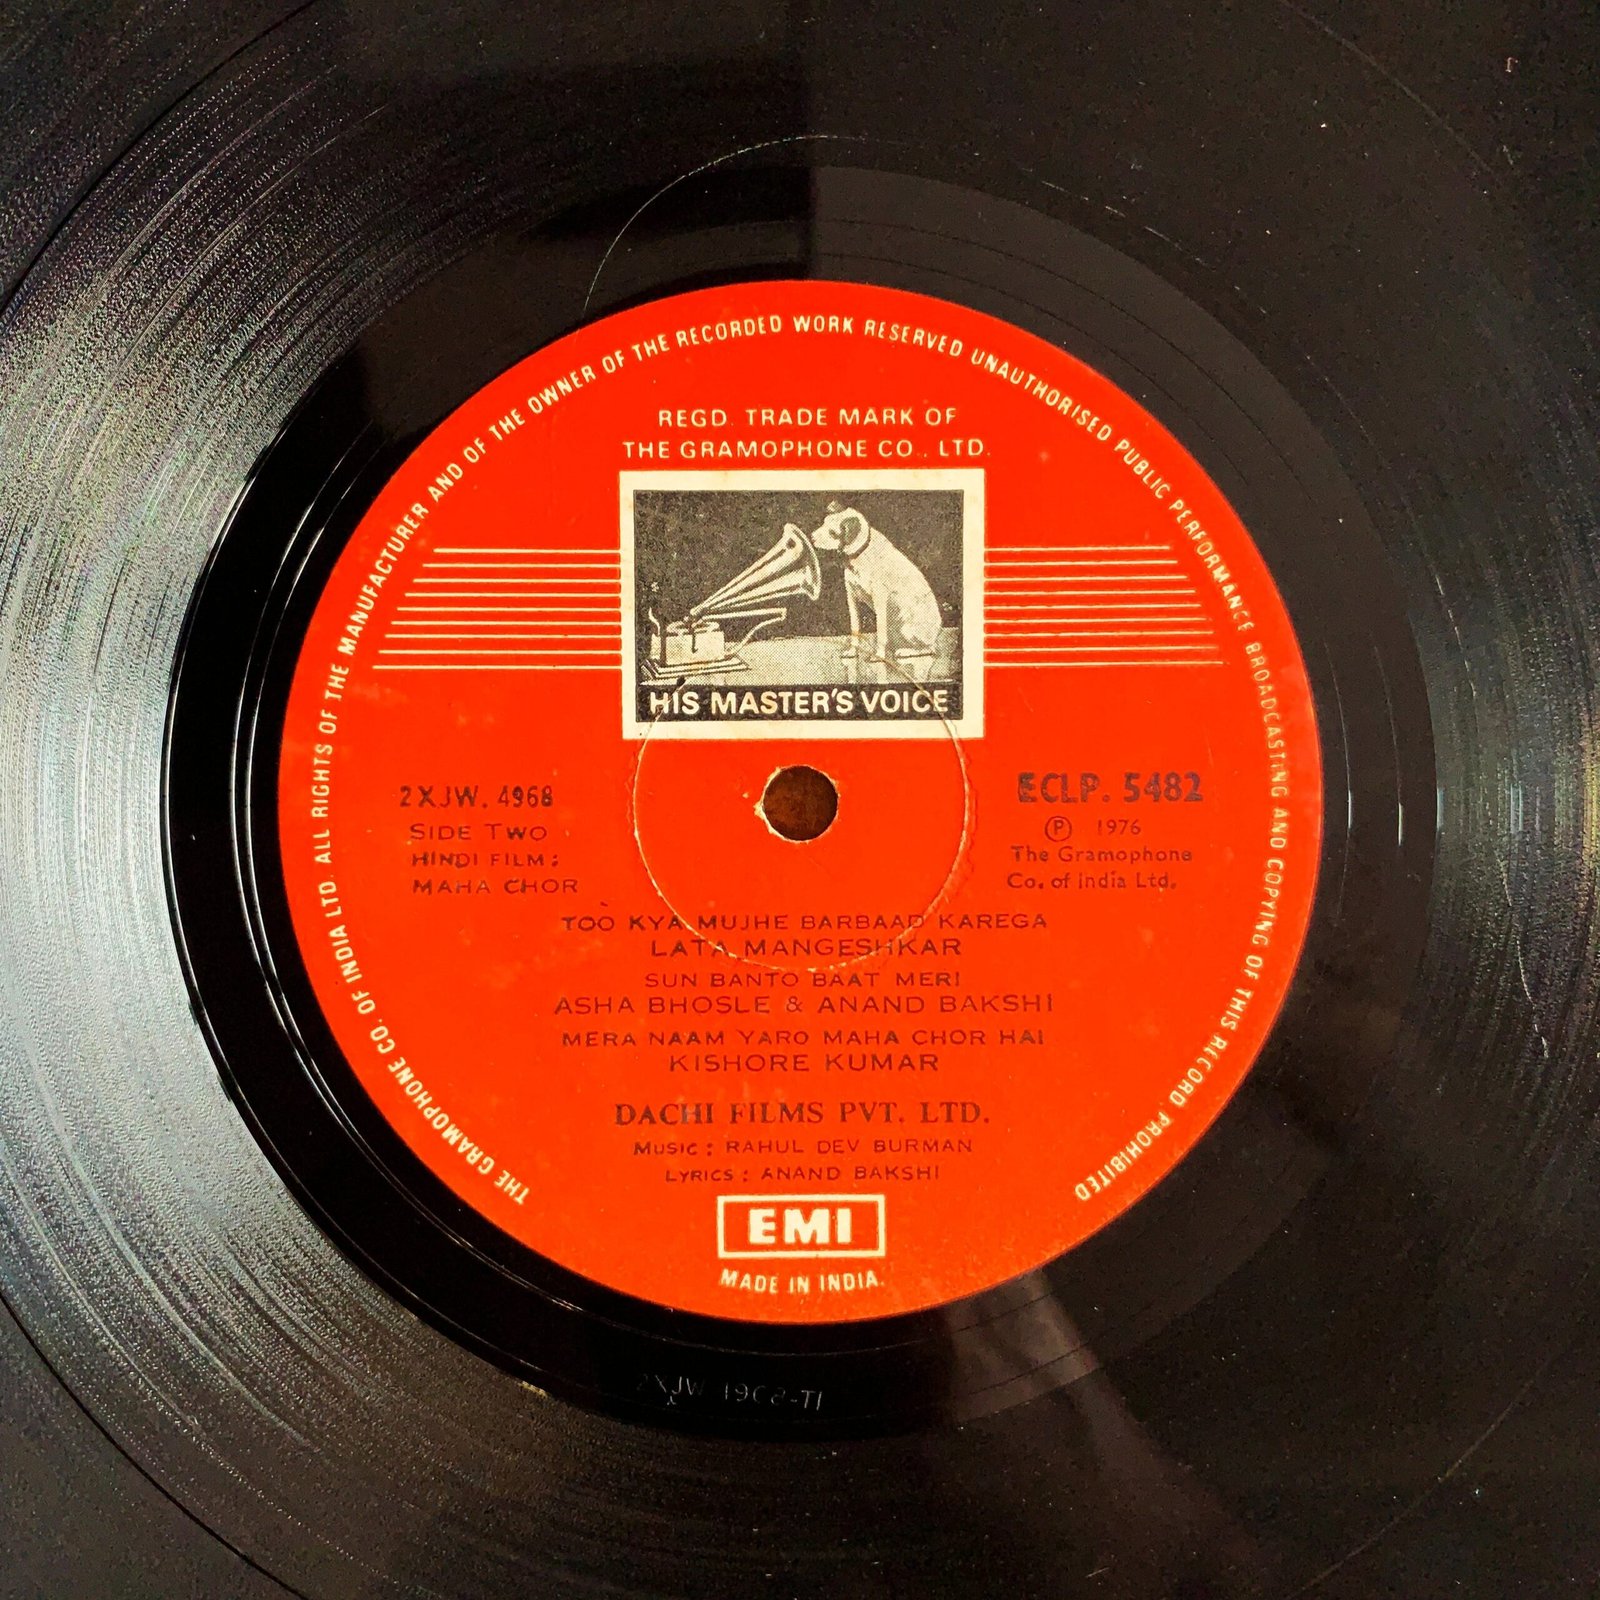 THE GRAMOPHONE CO. OF INDIA LTD. ALL RIGHTS OF THE MANUFACTURER AND OF THE OWNER OF THE RECORDED WORK RESERVED UNAUTHORISED PUBLIC PERFORMANCE BROADCASTING AND COPYING OF THIS RECORD PROHIBITED
REGD. TRADE MARK OF
THE GRAMOPHONE CO., LTD.
HIS MASTER'S VOICE
2XJW. 4968
SIDE TWO
HINDI FILM:
MAHA CHOR
ECLP. 5482
Ⓟ 1976
The Gramophone
Co. of India Ltd.
TOO KYA MUJHE BARBAAD KAREGA
LATA MANGESHKAR
SUN BANTO BAAT MERI
ASHA BHOSLE & ANAND BAKSHI
MERA NAAM YARO MAHA CHOR HAI
KISHORE KUMAR
DACHI FILMS PVT. LTD.
MUSIC: RAHUL DEV BURMAN
LYRICS: ANAND BAKSHI
EMI
MADE IN INDIA.